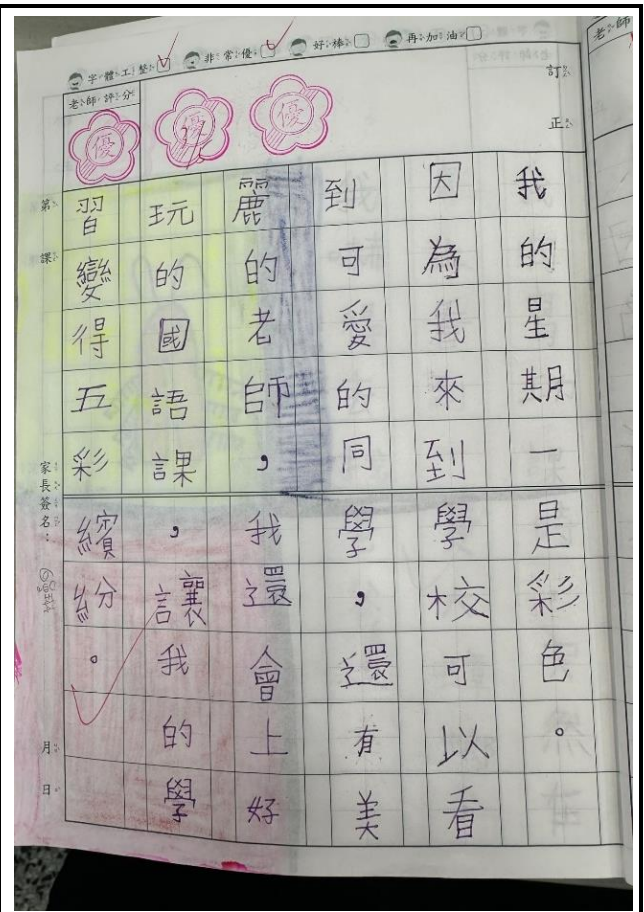 字體工整 非常優 好棒 再加油
老師評分
優 優 優
訂正
老師
我的星期一是彩色。
因為我來到學校可以看
到可愛的同學，還有美
麗的老師，我還會上好
玩的國語課，讓我的學
習變得五彩繽紛。
第 課
家長簽名：
月 日